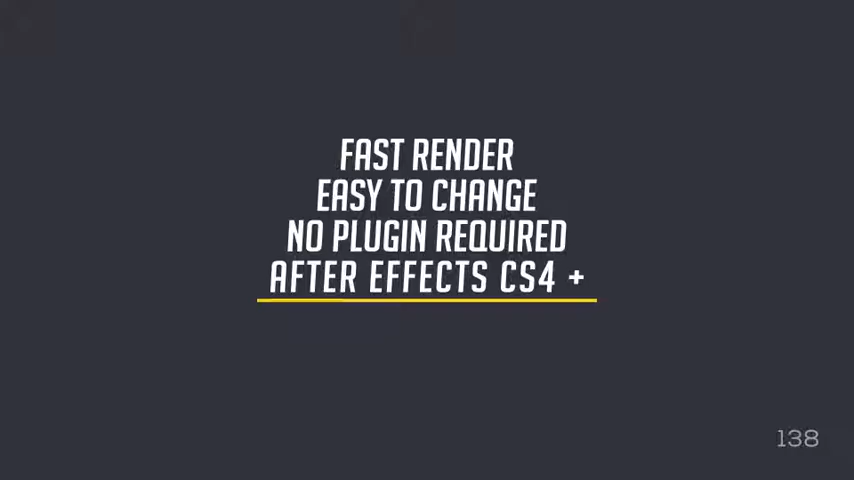 FAST RENDER
EASY TO CHANGE
NO PLUGIN REQUIRED
AFTER EFFECTS CS4 +
138